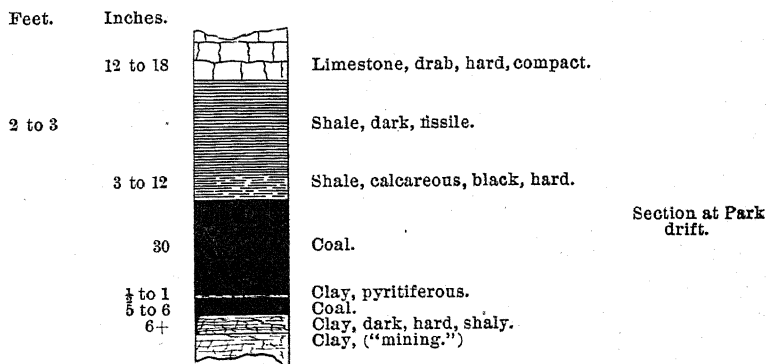 Feet. Inches.
12 to 18 Limestone, drab, hard, compact.
2 to 3 Shale, dark, fissile.
3 to 12 Shale, calcareous, black, hard.
Section at Park
drift.
30 Coal.
½ to 1 Clay, pyritiferous.
5 to 6 Coal.
6+ Clay, dark, hard, shaly.
Clay, (“mining.”)